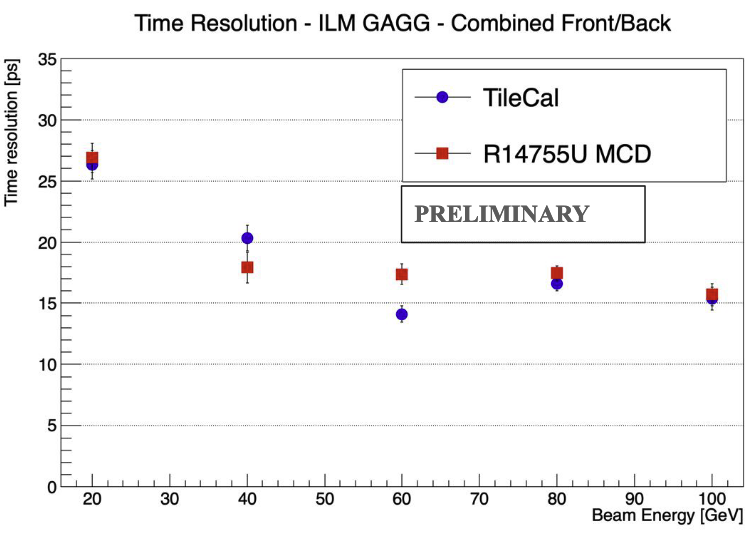 Time Resolution - ILM GAGG - Combined Front/Back
Time resolution [ps]
35
30
25
20
15
10
5
0
TileCal
R14755U MCD
PRELIMINARY
20 30 40 50 60 70 80 90 100
Beam Energy [GeV]